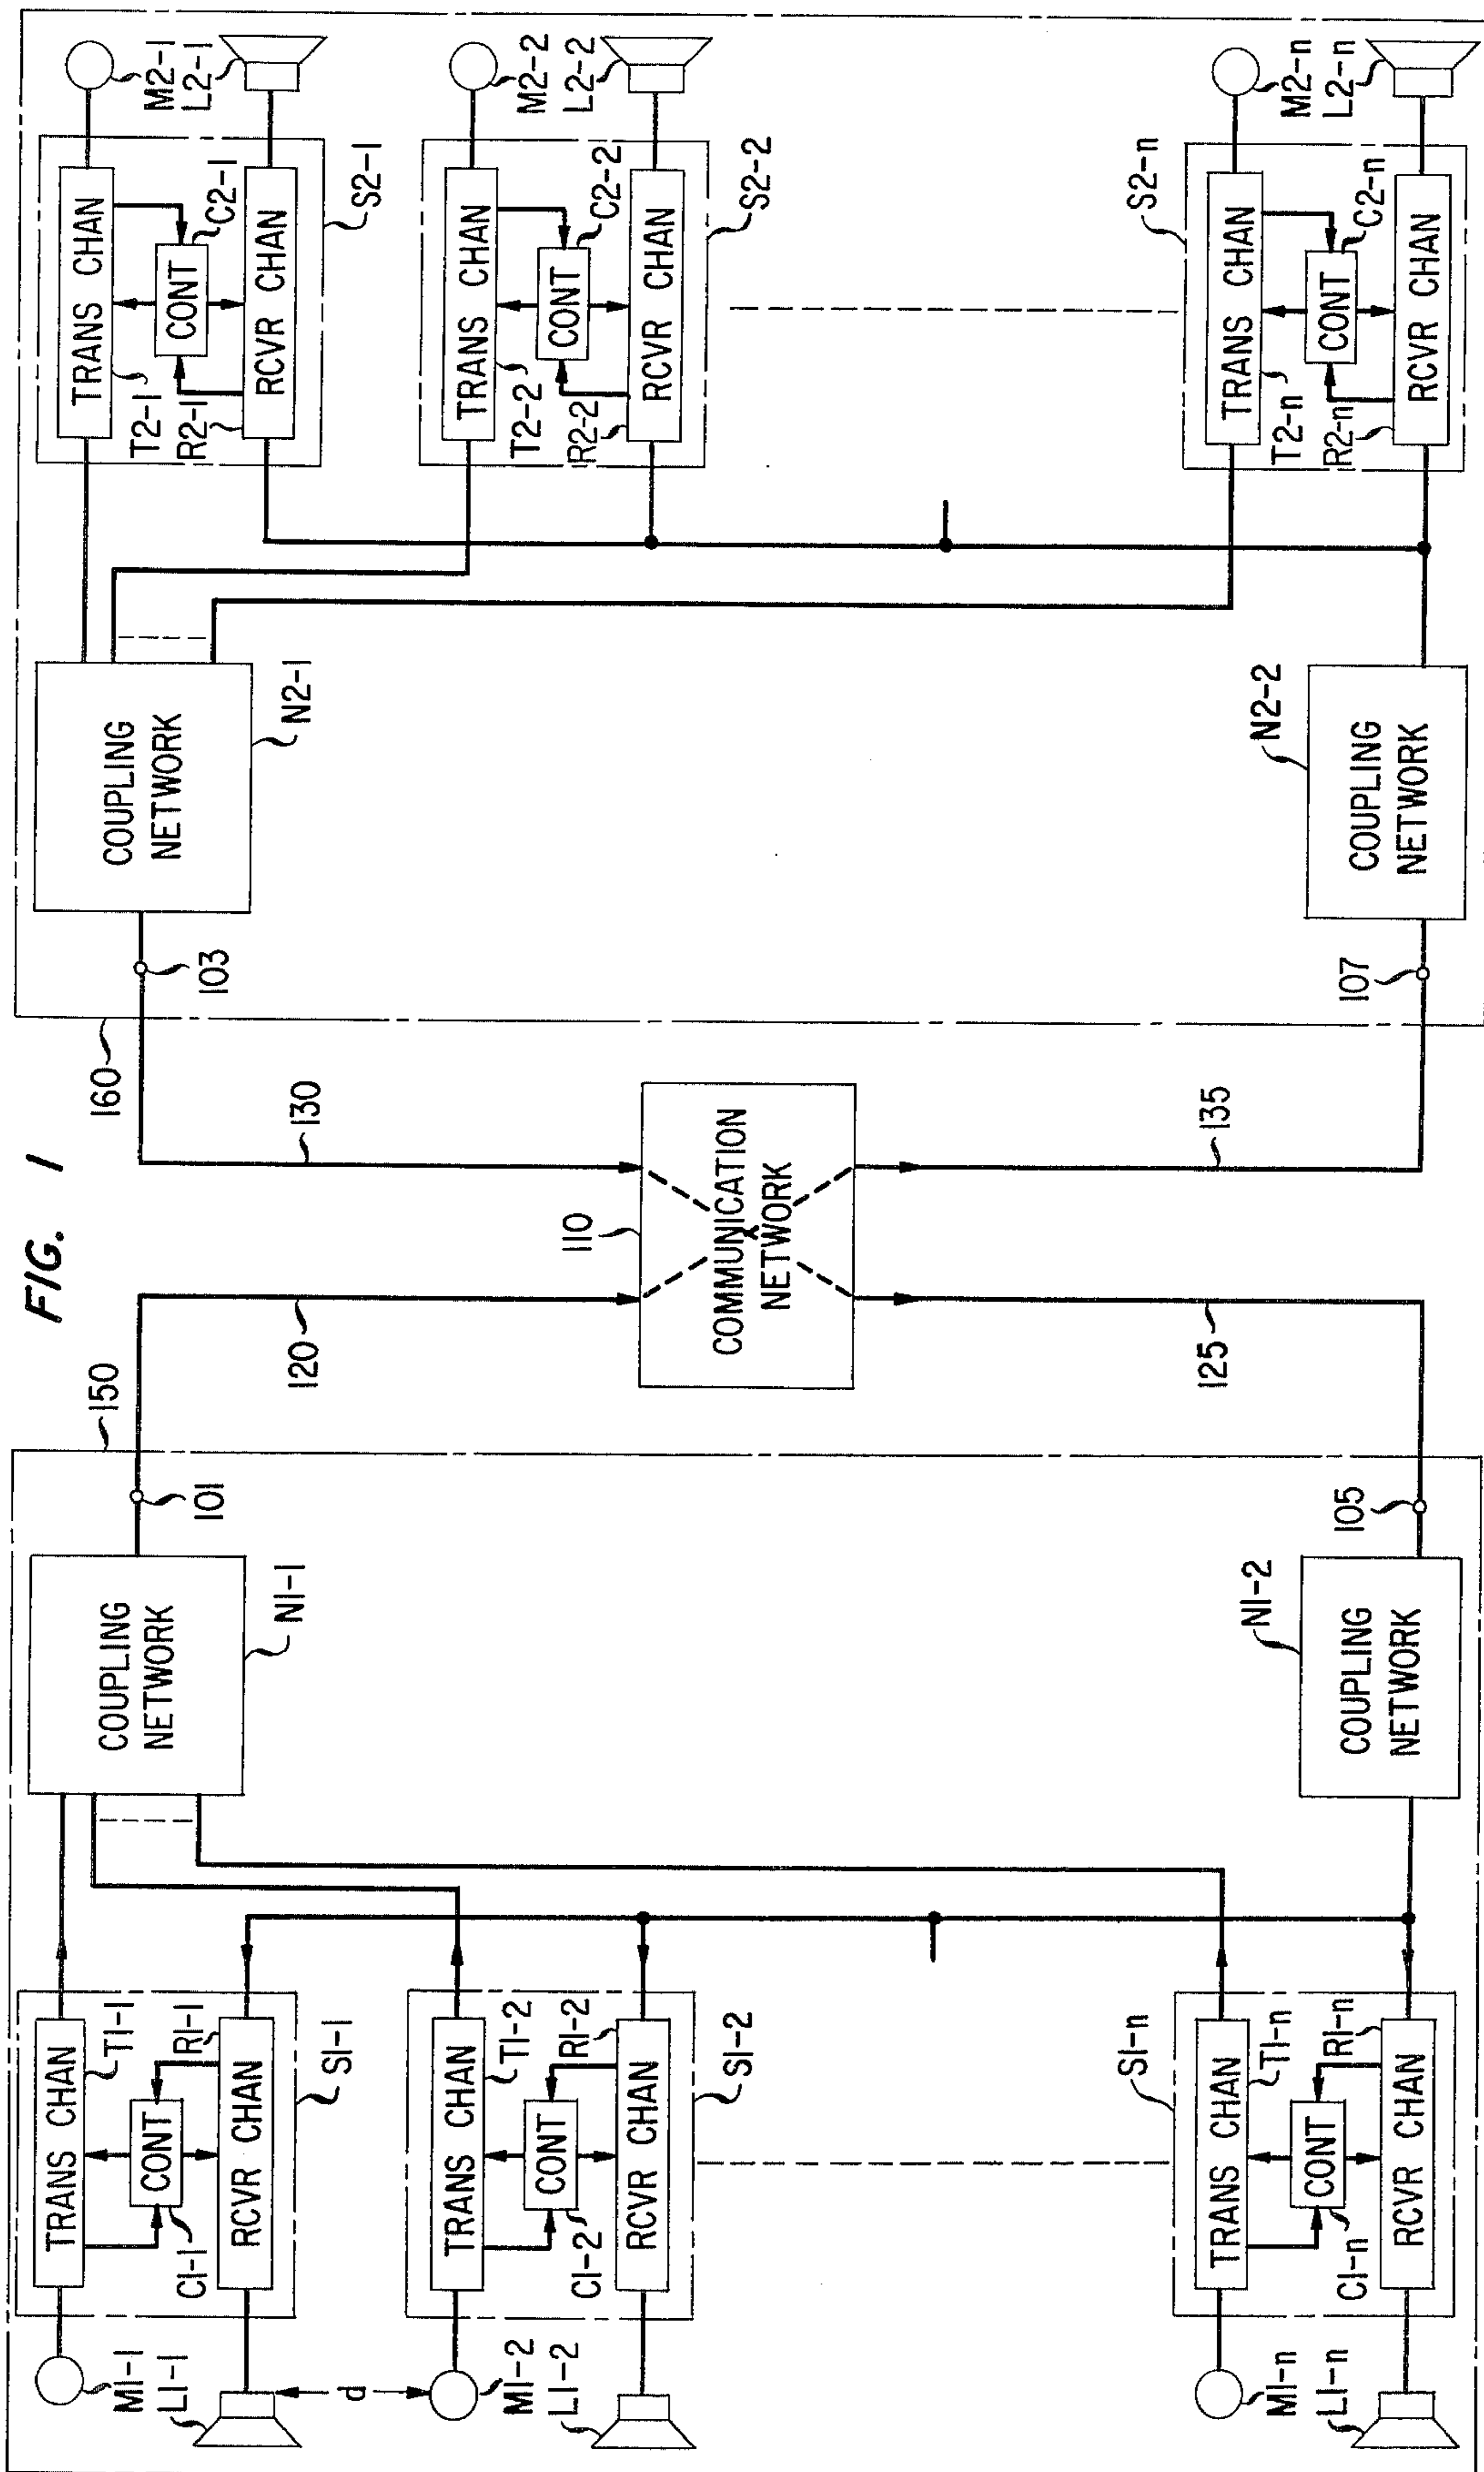 FIG. 1
150
M1-1
L1-1
TRANS CHAN
T1-1
C1-1
CONT
R1-1
RCVR CHAN
S1-1
d
M1-2
L1-2
TRANS CHAN
T1-2
C1-2
CONT
R1-2
RCVR CHAN
S1-2
M1-n
L1-n
S1-n
TRANS CHAN
T1-n
C1-n
CONT
R1-n
RCVR CHAN
COUPLING
NETWORK
N1-1
101
COUPLING
NETWORK
N1-2
105
120
125
110
COMMUNICATION
NETWORK
130
135
160
103
COUPLING
NETWORK
N2-1
107
COUPLING
NETWORK
N2-2
TRANS CHAN
T2-1
R2-1
CONT
C2-1
RCVR CHAN
S2-1
M2-1
L2-1
TRANS CHAN
T2-2
R2-2
CONT
C2-2
RCVR CHAN
S2-2
M2-2
L2-2
S2-n
TRANS CHAN
T2-n
R2-n
CONT
C2-n
RCVR CHAN
M2-n
L2-n